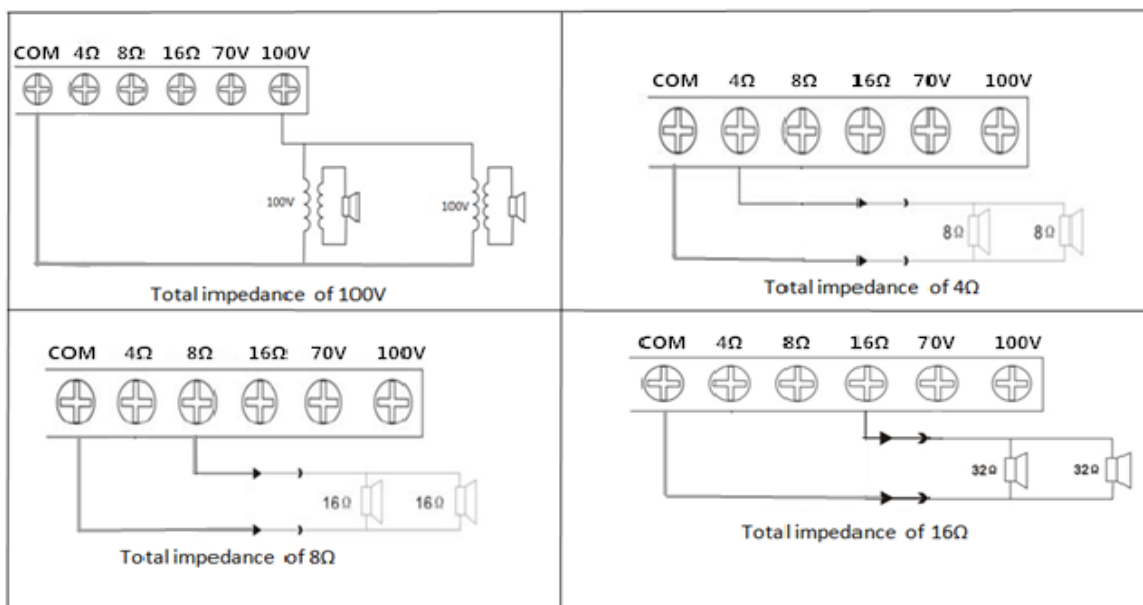 COM 4Ω 8Ω 16Ω 70V 100V
100V 100V
Total impedance of 100V
COM 4Ω 8Ω 16Ω 70V 100V
8Ω 8Ω
Total impedance of 4Ω
COM 4Ω 8Ω 16Ω 70V 100V
16Ω 16Ω
Total impedance of 8Ω
COM 4Ω 8Ω 16Ω 70V 100V
32Ω 32Ω
Total impedance of 16Ω